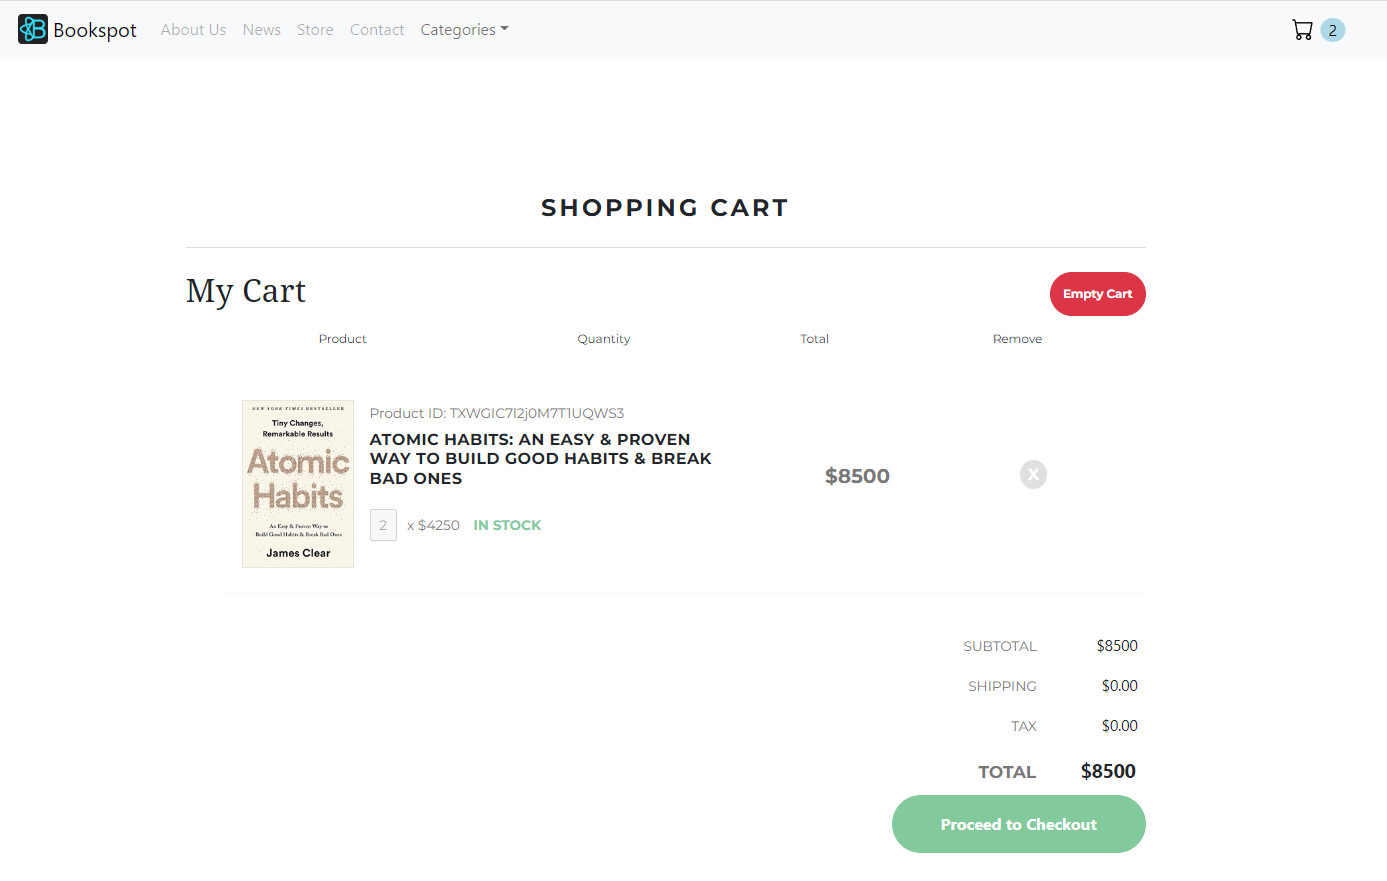 Bookspot About Us News Store Contact Categories 2
SHOPPING CART
My Cart
Empty Cart
Product Quantity Total Remove
NEW YORK TIMES BESTSELLER
Tiny Changes,
Remarkable Results
Atomic
Habits
An Easy & Proven Way to
Build Good Habits & Break Bad Ones
James Clear
Product ID: TXWGIC7I2j0M7T1UQWS3
ATOMIC HABITS: AN EASY & PROVEN
WAY TO BUILD GOOD HABITS & BREAK
BAD ONES
2 x $4250 IN STOCK
$8500
X
SUBTOTAL $8500
SHIPPING $0.00
TAX $0.00
TOTAL $8500
Proceed to Checkout